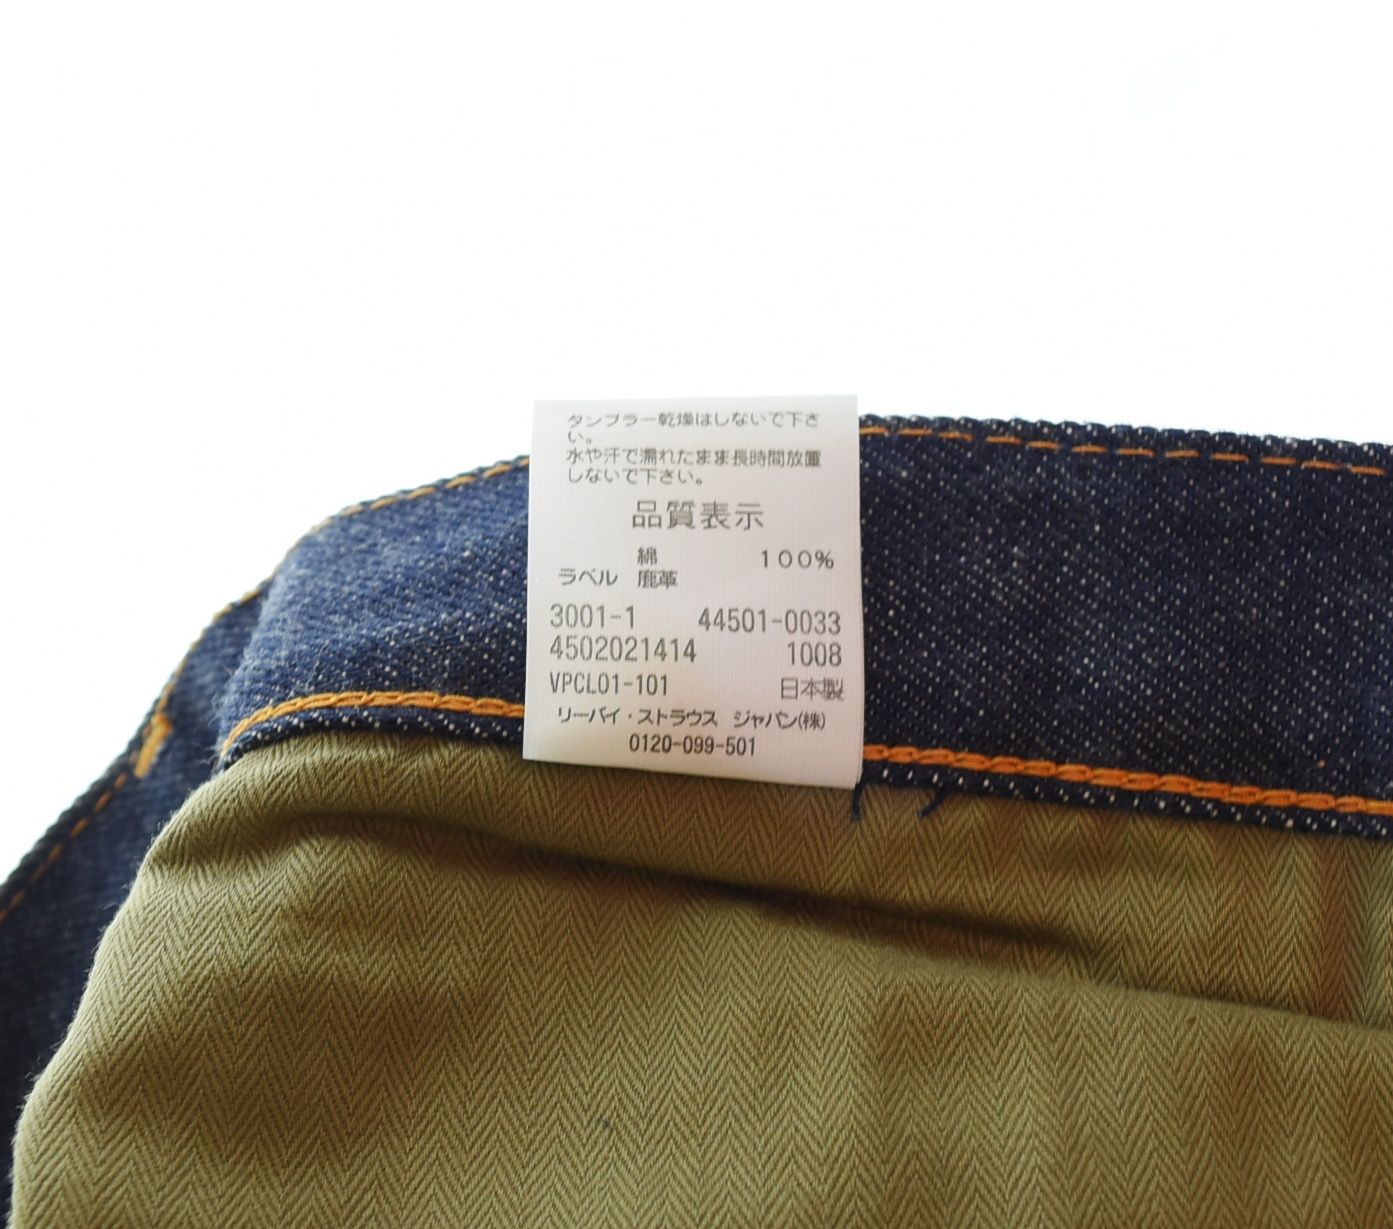 タンブラー乾燥はしないで下さ
い。
水や汗で濡れたまま長時間放置
しないで下さい。
品質表示
綿 100%
ラベル 鹿革
3001-1 44501-0033
4502021414 1008
VPCL01-101 日本製
リーバイ・ストラウス ジャパン(株)
0120-099-501